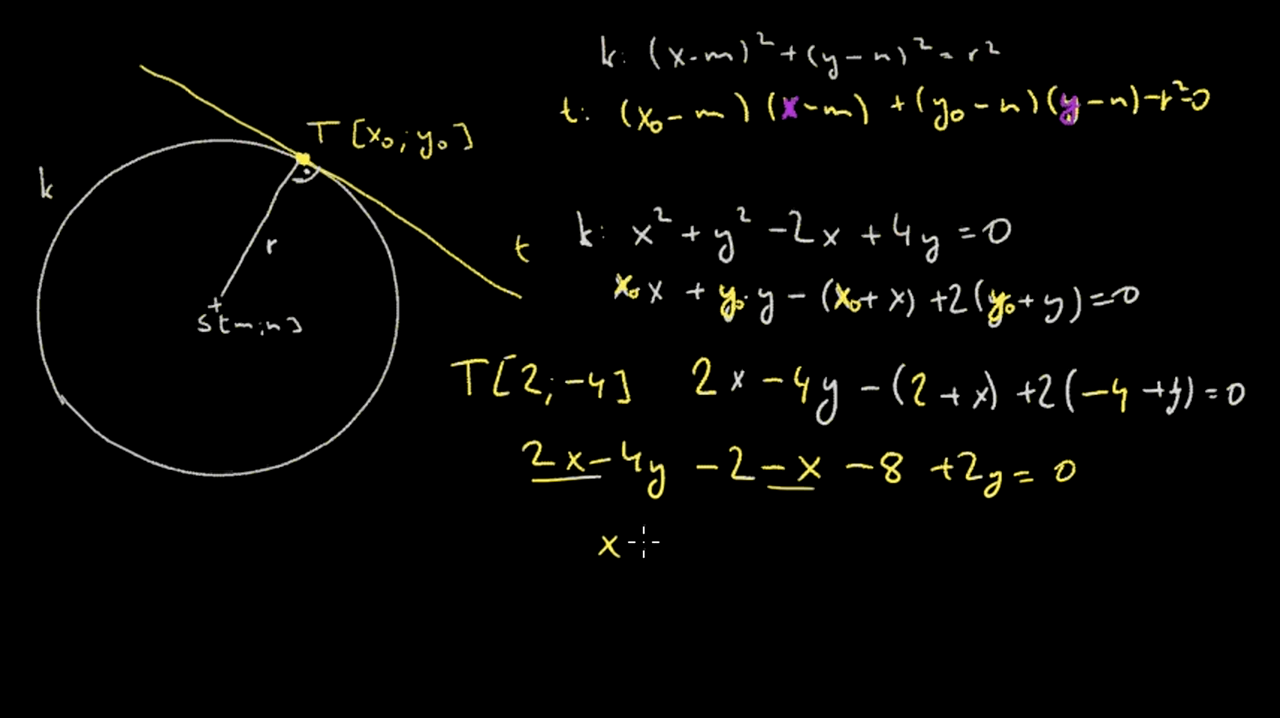 k: (x-m)² + (y-n)² = r²
t: (x₀-m) (x-m) + (y₀-n)(y-n)-r²=0
T [x₀; y₀]
k
r
t
S[m;n]
k: x² + y² -2x + 4y = 0
x₀x + y₀·y - (x₀+x) +2(y₀+y)=0
T[2;-4] 2x -4y -(2+x) +2(-4+y)=0
2x-4y -2-x -8 +2y= 0
x